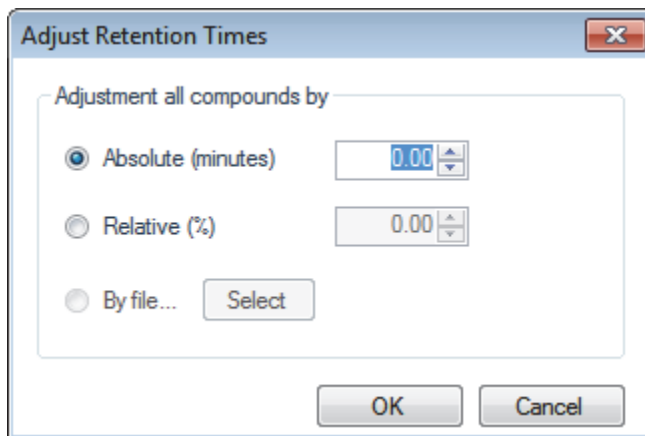 Adjust Retention Times
Adjustment all compounds by
Absolute (minutes) 0.00
Relative (%) 0.00
By file... Select
OK Cancel